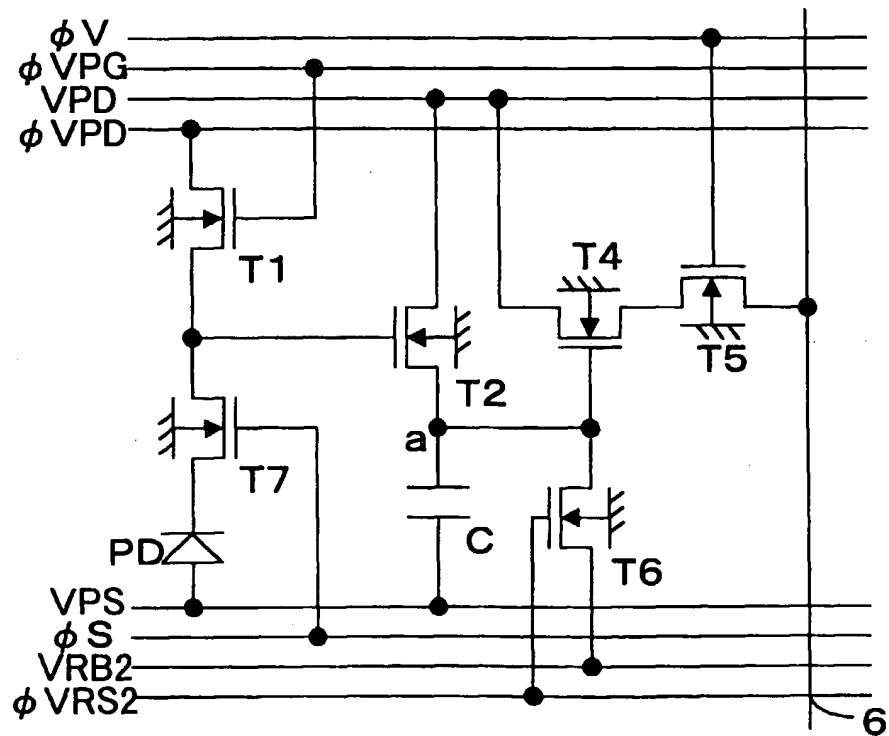 φV
φVPG
VPD
φVPD
T1
T4
T5
T2
a
T7
C
T6
PD
VPS
φS
VRB2
φVRS2
6